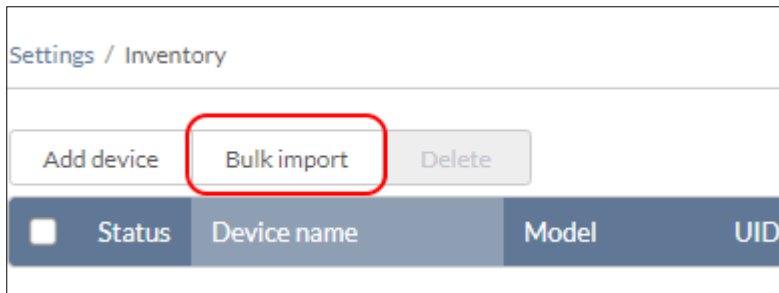 Settings / Inventory
Add device Bulk import Delete
Status Device name Model UID